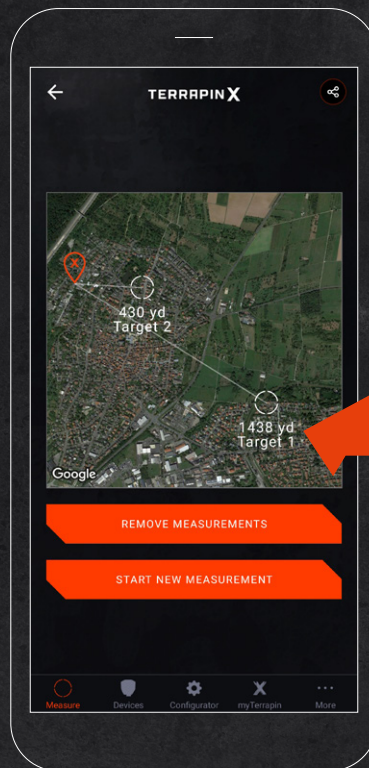 TERRAPIN X
430 yd
Target 2
1438 yd
Target 1
Google
REMOVE MEASUREMENTS
START NEW MEASUREMENT
Measure Devices Configurator myTerrapin More